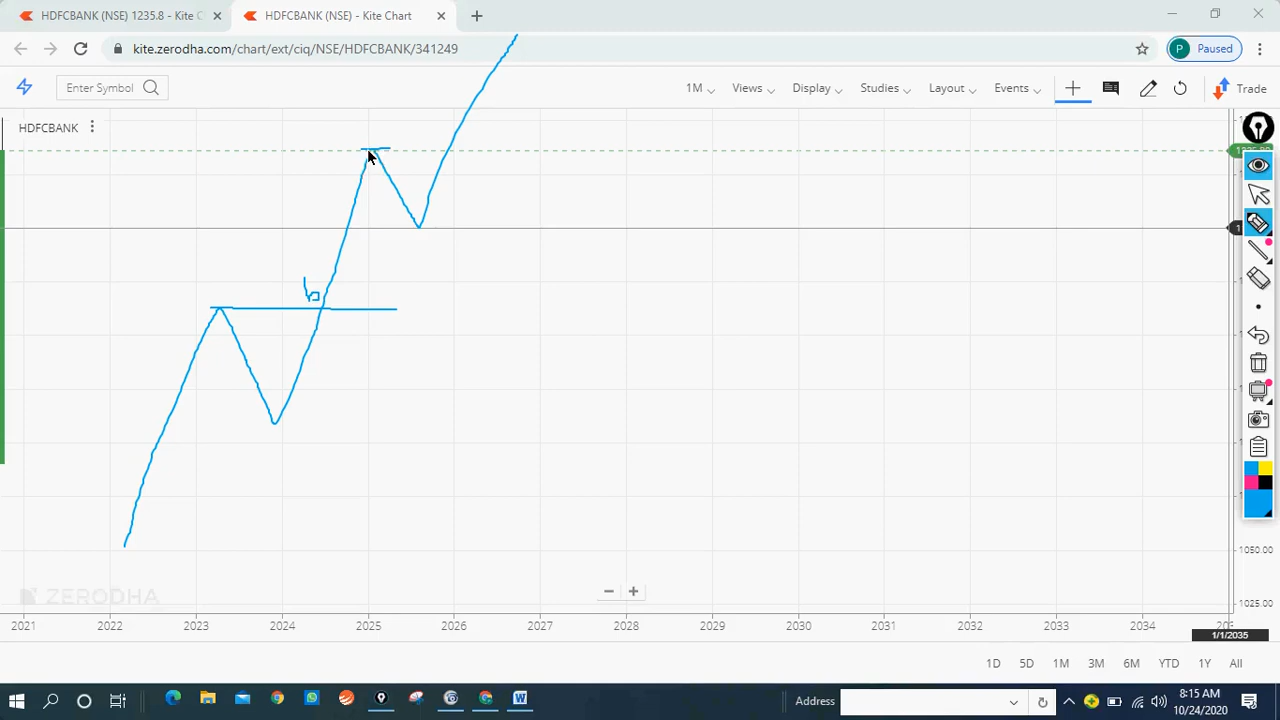 HDFCBANK (NSE) 1235.8 - Kite C
HDFCBANK (NSE) - Kite Chart
kite.zerodha.com/chart/ext/ciq/NSE/HDFCBANK/341249
P Paused
Enter Symbol
1M Views Display Studies Layout Events Trade
HDFCBANK
bo
1050.00
ZERODHA
1025.00
2021 2022 2023 2024 2025 2026 2027 2028 2029 2030 2031 2032 2033 2034
1/1/2035
1D 5D 1M 3M 6M YTD 1Y All
Address
8:15 AM
10/24/2020